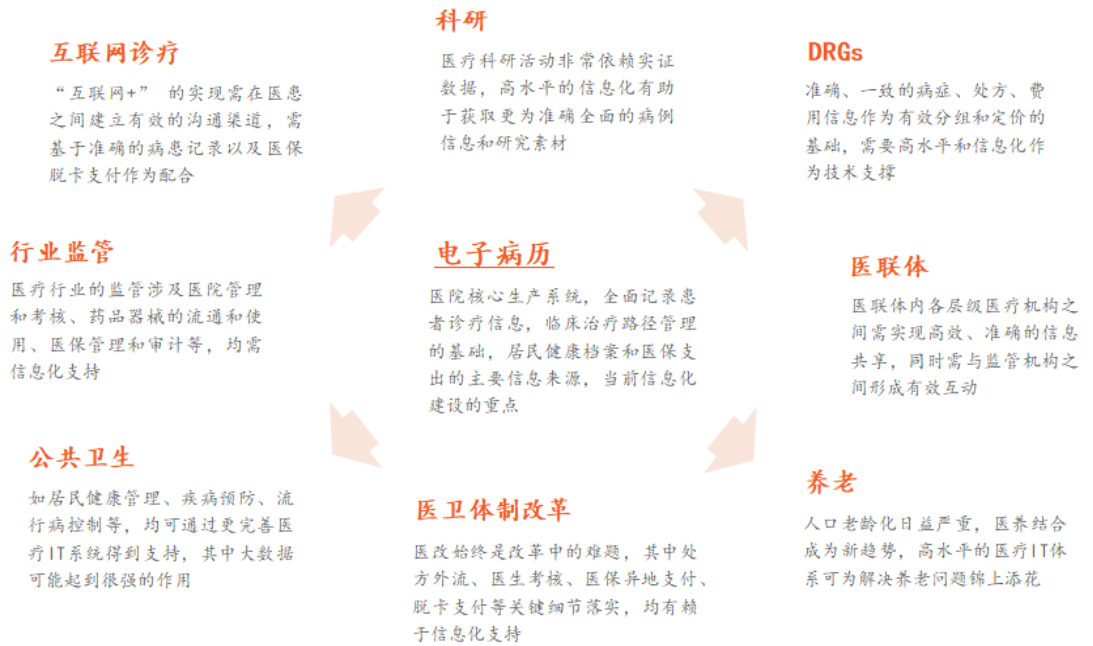 科研
医疗科研活动非常依赖实证
数据，高水平的信息化有助
于获取更为准确全面的病例
信息和研究素材
互联网诊疗
“互联网+” 的实现需在医患
之间建立有效的沟通渠道，需
基于准确的病患记录以及医保
脱卡支付作为配合
DRGs
准确、一致的病症、处方、费
用信息作为有效分组和定价的
基础，需要高水平和信息化作
为技术支撑
行业监管
医疗行业的监管涉及医院管理
和考核、药品器械的流通和使
用、医保管理和审计等，均需
信息化支持
电子病历
医院核心生产系统，全面记录患
者诊疗信息，临床治疗路径管理
的基础，居民健康档案和医保支
出的主要信息来源，当前信息化
建设的重点
医联体
医联体内各层级医疗机构之
间需实现高效、准确的信息
共享，同时需与监管机构之
间形成有效互动
公共卫生
如居民健康管理、疾病预防、流
行病控制等，均可通过更完善医
疗IT系统得到支持，其中大数据
可能起到很强的作用
医卫体制改革
医改始终是改革中的难题，其中处
方外流、医生考核、医保异地支付、
脱卡支付等关键细节落实，均有赖
于信息化支持
养老
人口老龄化日益严重，医养结合
成为新趋势，高水平的医疗IT体
系可为解决养老问题锦上添花